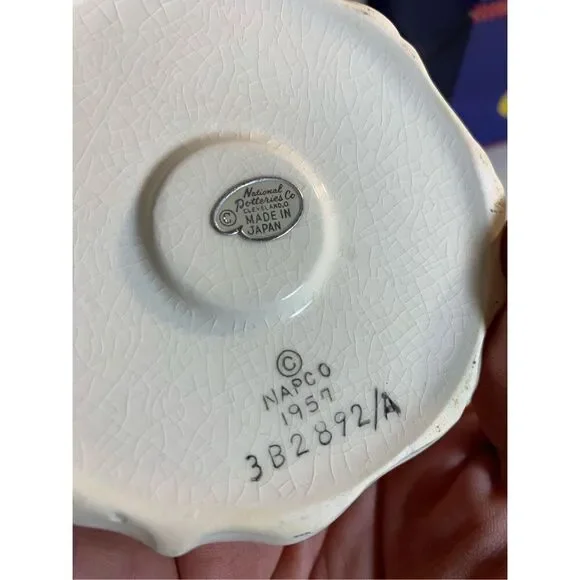 National
Potteries Co
CLEVELAND, O.
© MADE IN
JAPAN
©
NAPCO
1957
3B2892/A